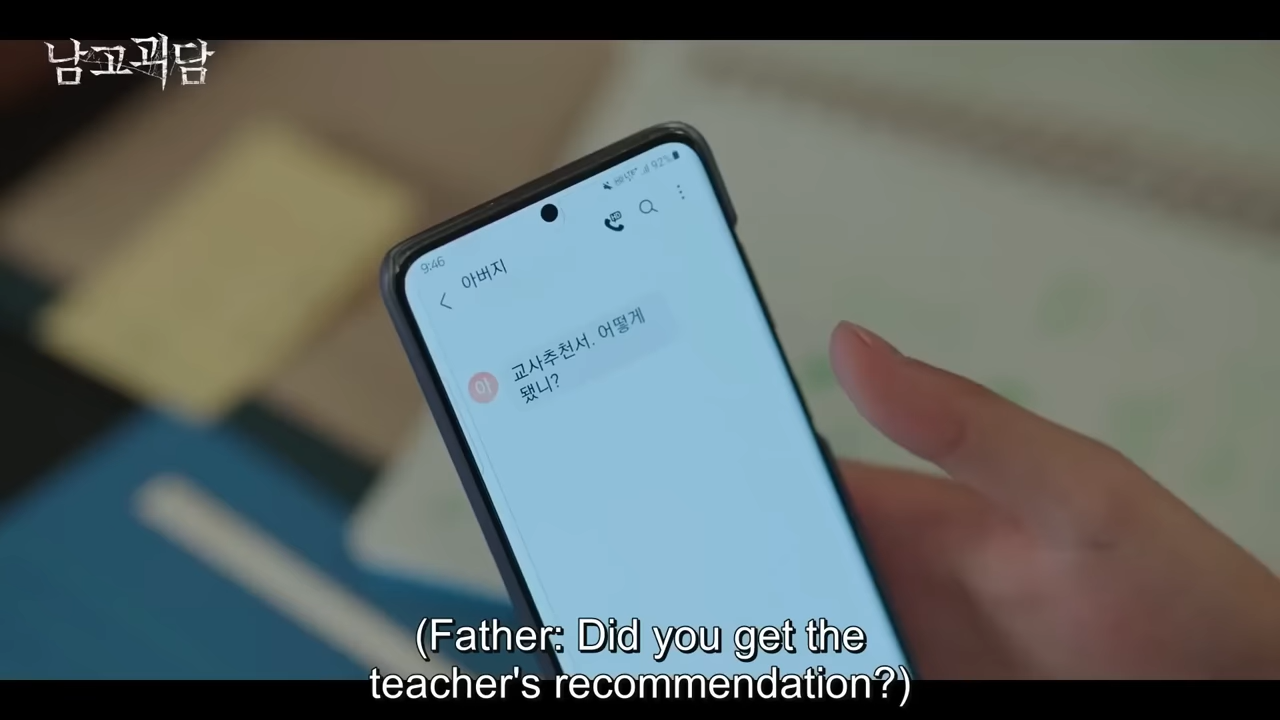 남고괴담
92%
9:46
아버지
아
교사추천서. 어떻게
됐니?
(Father: Did you get the
teacher's recommendation?)